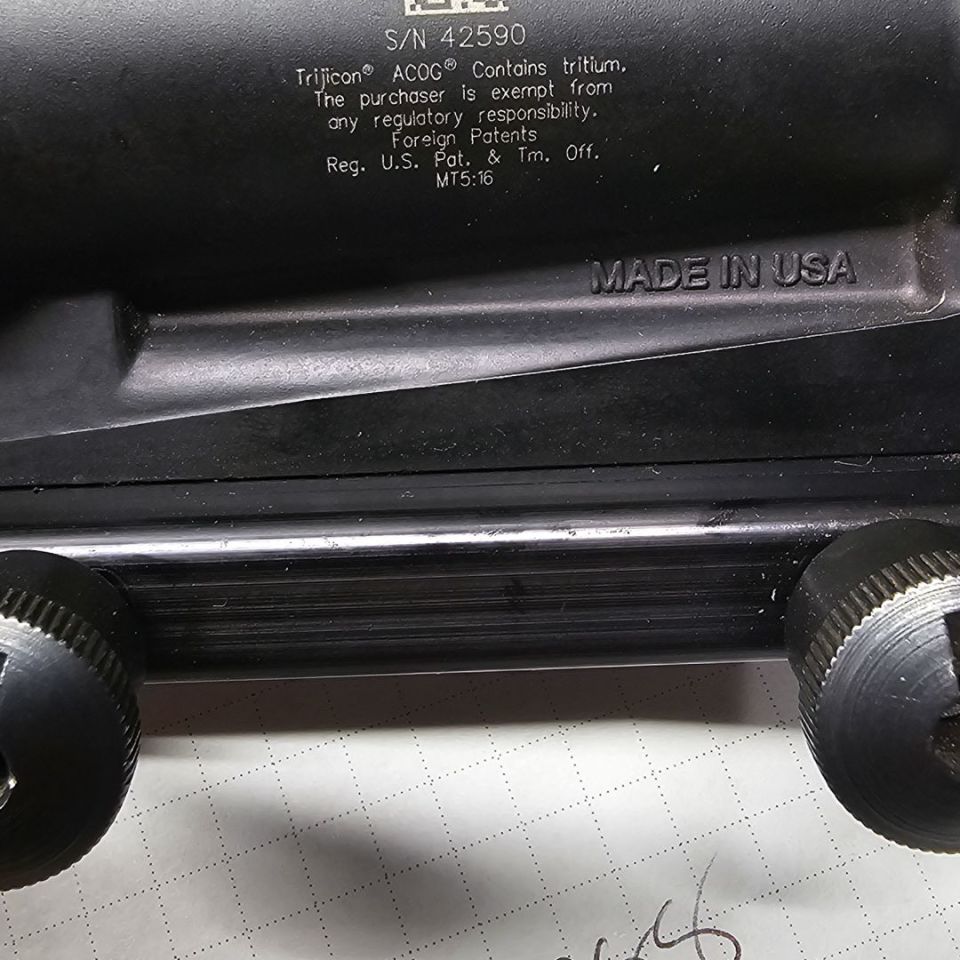 S/N 42590
Trijicon® ACOG® Contains tritium.
The purchaser is exempt from
any regulatory responsibility.
Foreign Patents
Reg. U.S. Pat. & Tm. Off.
MT5:16
MADE IN USA